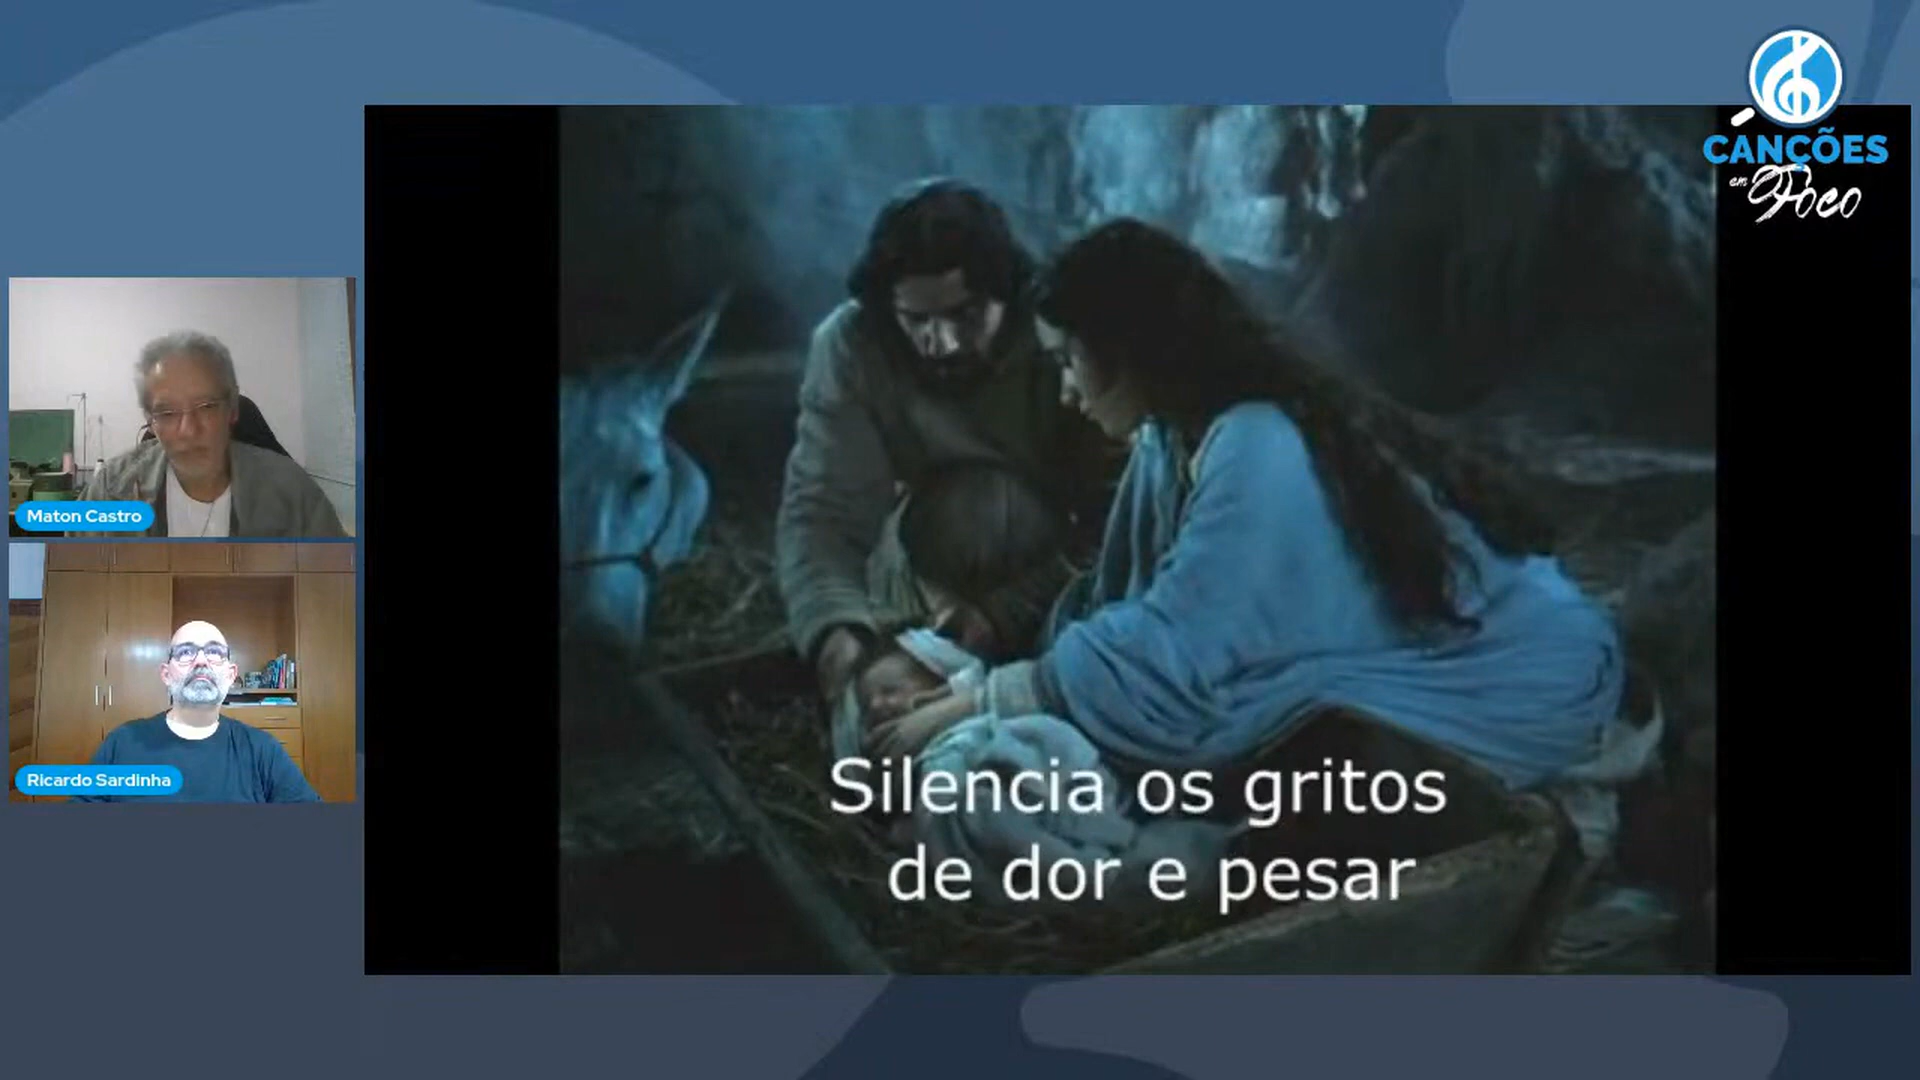 CANÇÕES
em
Foco
Maton Castro
Ricardo Sardinha
Silencia os gritos
de dor e pesar